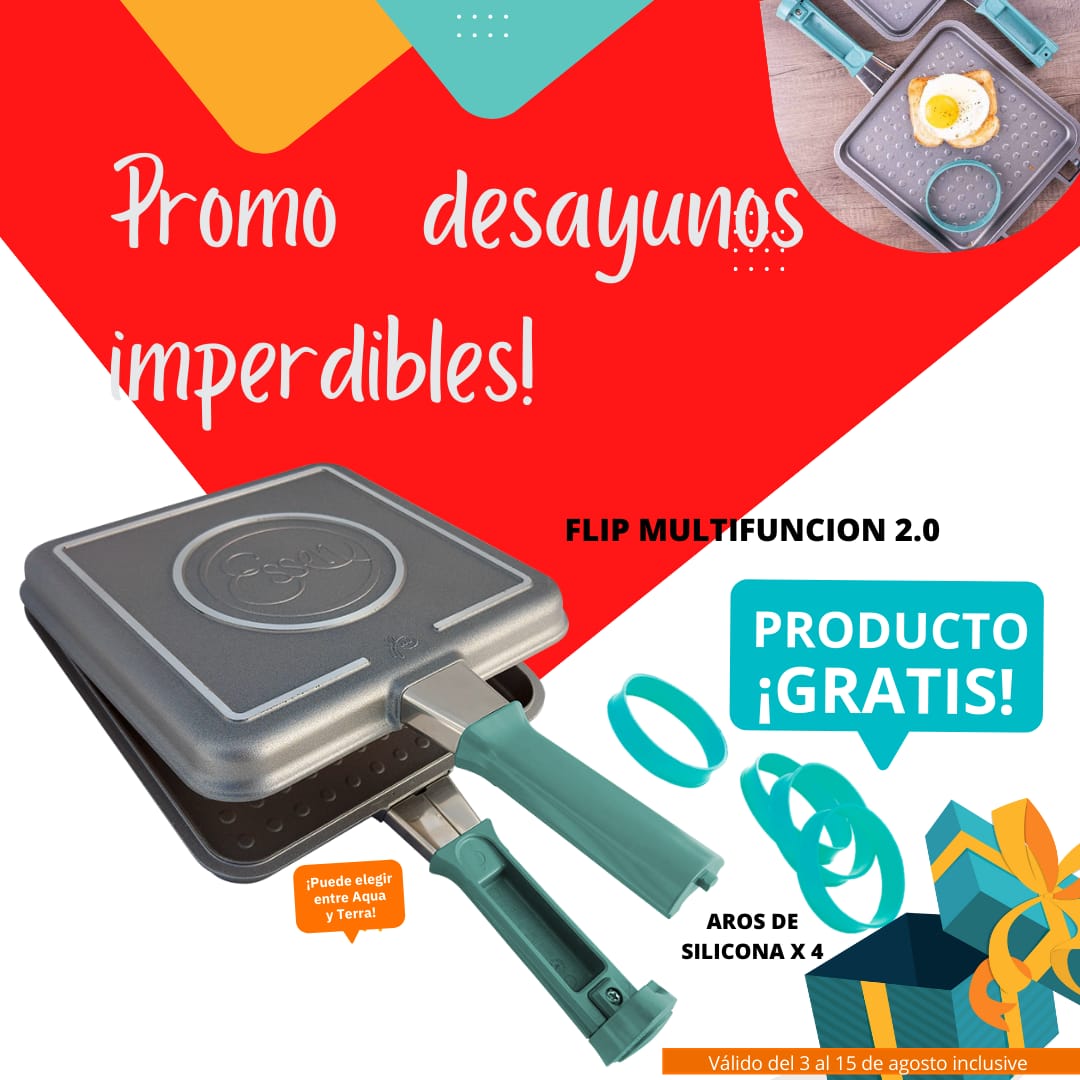 Promo desayunos
imperdibles!
FLIP MULTIFUNCION 2.0
PRODUCTO
¡GRATIS!
Essen
¡Puede elegir
entre Aqua
y Terra!
AROS DE
SILICONA X 4
Válido del 3 al 15 de agosto inclusive